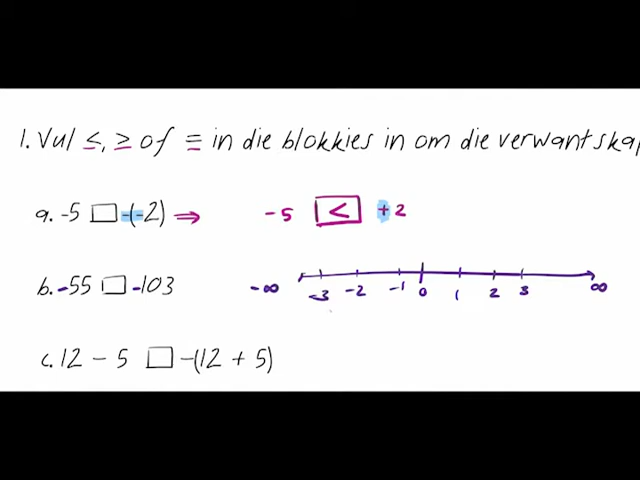 1. Vul ≤, ≥ of = in die blokkies in om die
a. -5 □ -(-2) ⇒ -5 < +2
b. -55 □ -103
-∞ -3 -2 -1 0 1 2 3 ∞
c. 12 - 5 □ -(12 + 5)